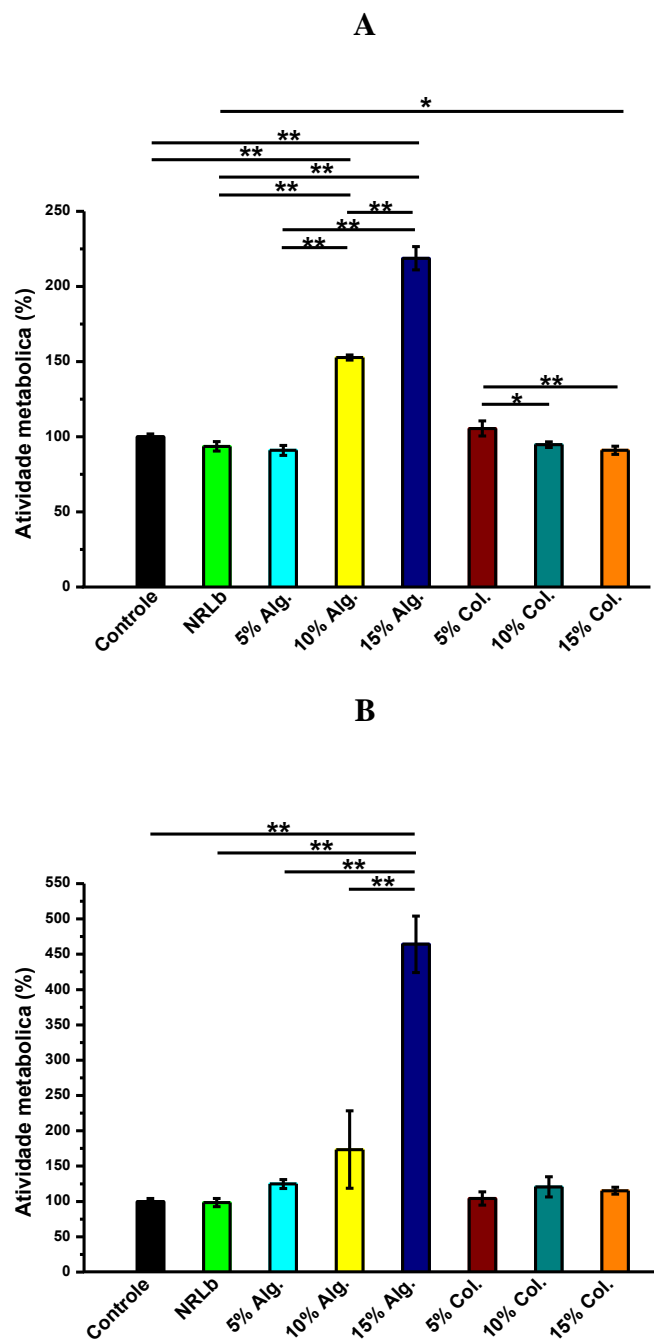 A
*
**
**
**
**
**
**
**
250
200
150
100
50
0
Atividade metabolica (%)
**
*
Controle
NRLb
5% Alg.
10% Alg.
15% Alg.
5% Col.
10% Col.
15% Col.
B
**
**
**
**
550
500
450
400
350
300
250
200
150
100
50
0
Atividade metabolica (%)
Controle
NRLb
5% Alg.
10% Alg.
15% Alg.
5% Col.
10% Col.
15% Col.